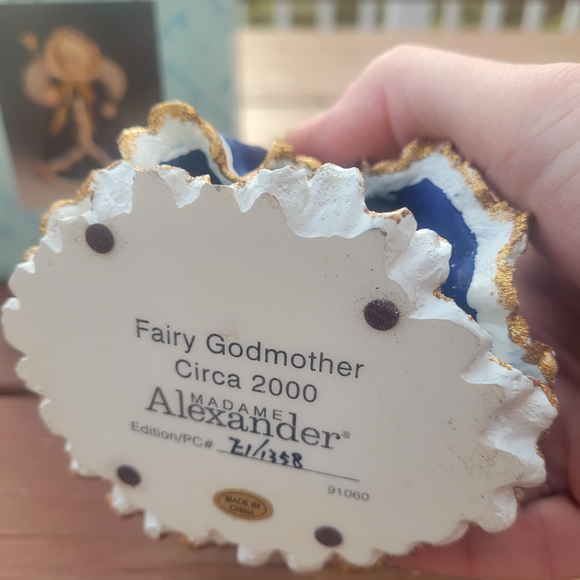 Fairy Godmother
Circa 2000
MADAME
Alexander®
Edition/PC# Z1/1358
91060
MADE IN
CHINA